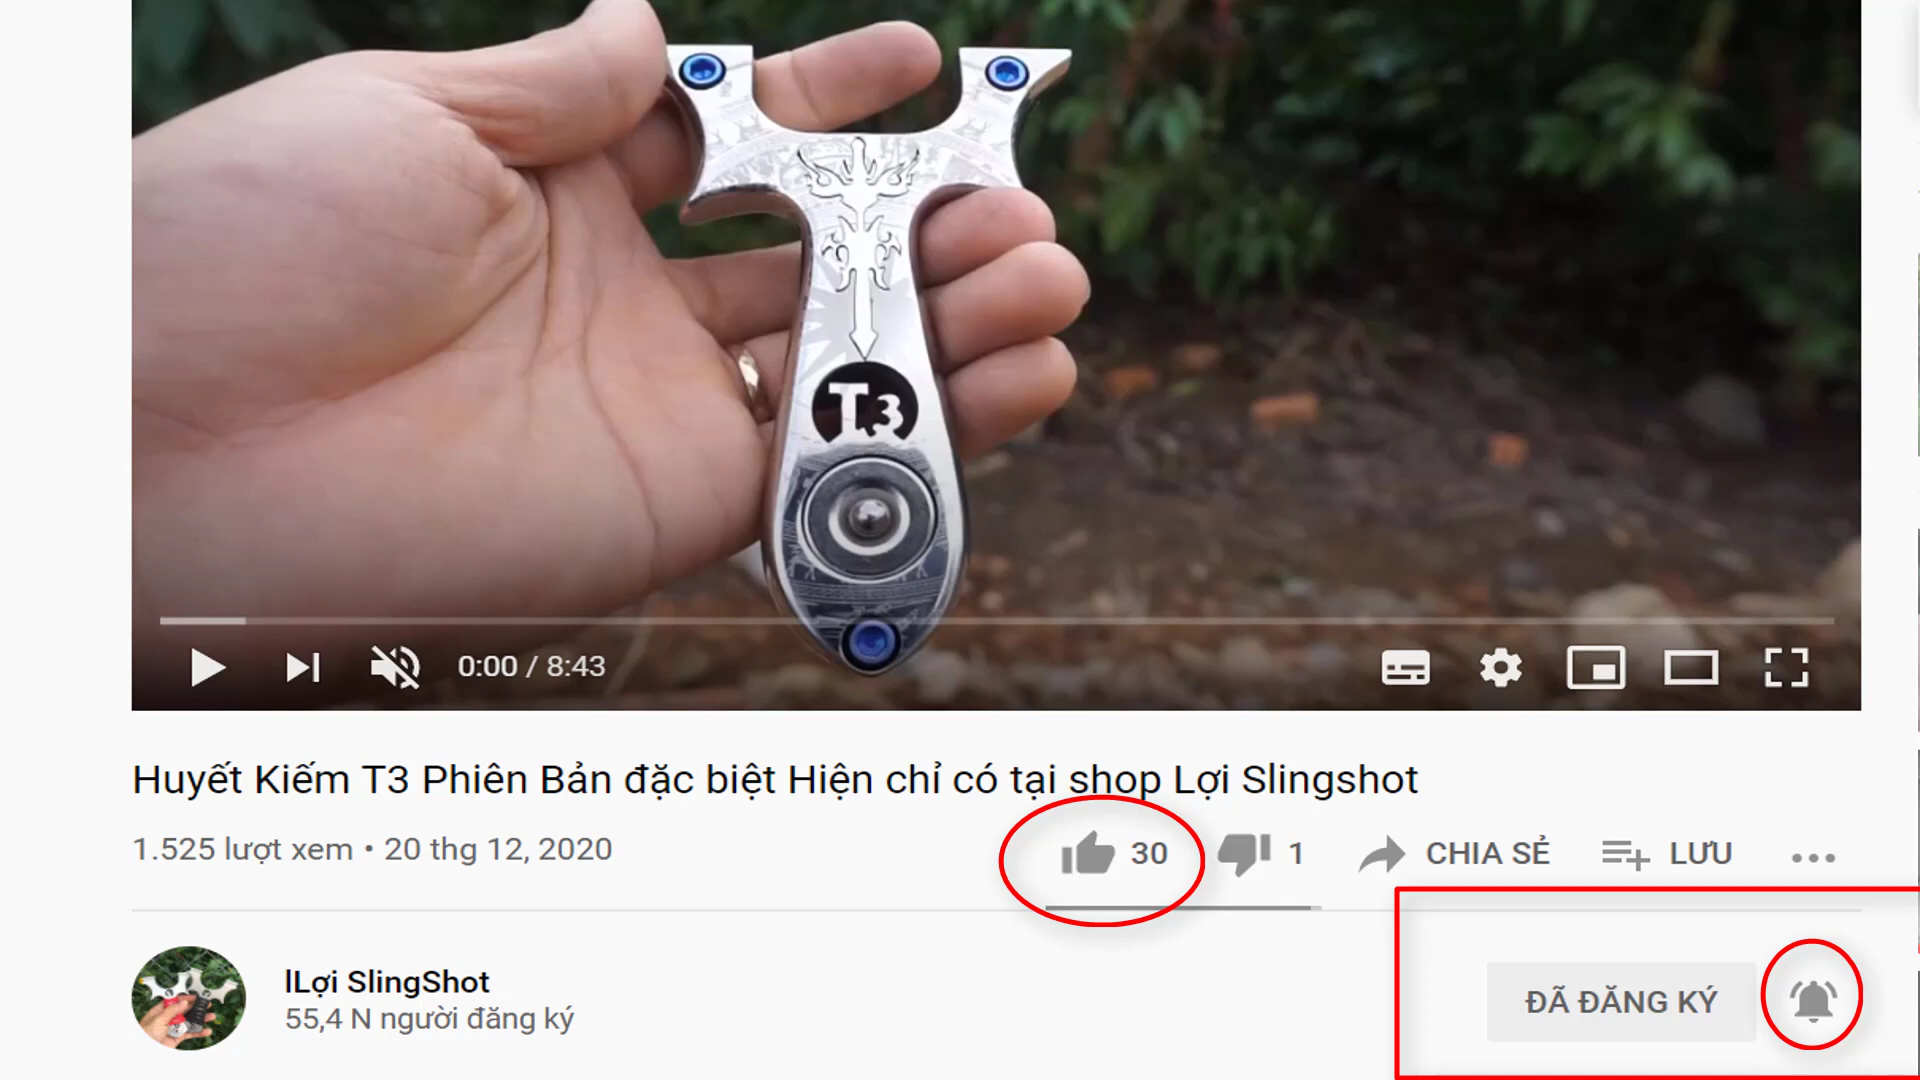 T3
0:00 / 8:43
Huyết Kiếm T3 Phiên Bản đặc biệt Hiện chỉ có tại shop Lợi Slingshot
1.525 lượt xem • 20 thg 12, 2020
30
1
CHIA SẺ
LƯU
lLợi SlingShot
55,4 N người đăng ký
ĐÃ ĐĂNG KÝ